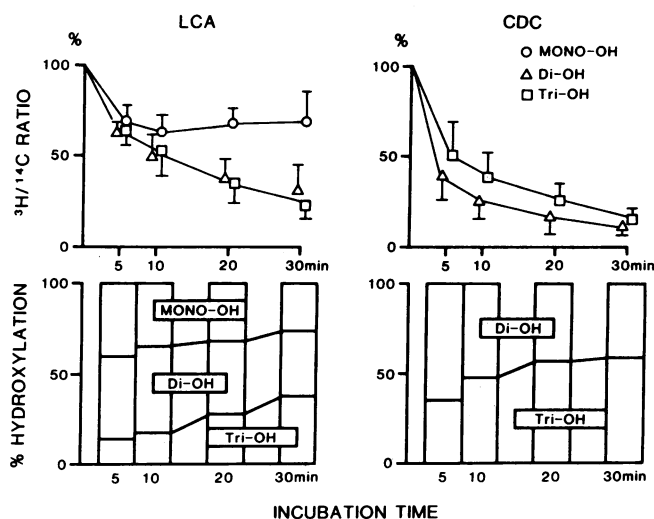 LCA
CDC
%
100
50
0
³H/¹⁴C RATIO
5
10
20
30min
%
100
50
0
○ MONO-OH
△ Di-OH
□ Tri-OH
5
10
20
30min
% HYDROXYLATION
100
50
0
MONO-OH
Di-OH
Tri-OH
5
10
20
30min
100
50
0
Di-OH
Tri-OH
5
10
20
30min
INCUBATION TIME